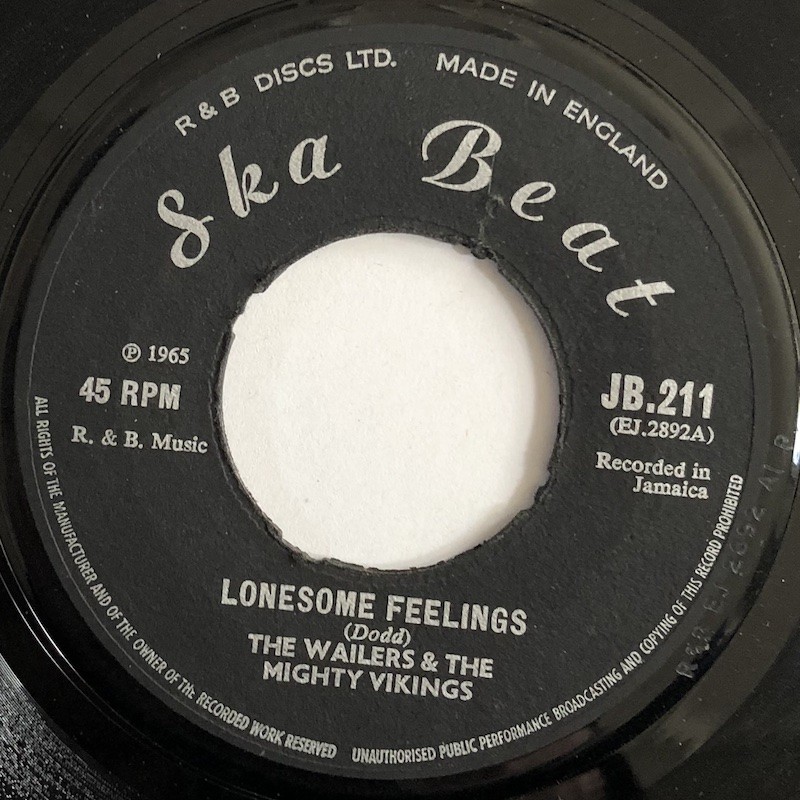 R & B DISCS LTD. MADE IN ENGLAND
Ska Beat
℗ 1965
45 RPM
R. & B. Music
JB.211
(EJ.2892A)
Recorded in
Jamaica
LONESOME FEELINGS
(Dodd)
THE WAILERS & THE
MIGHTY VIKINGS
ALL RIGHTS OF THE MANUFACTURER AND OF THE OWNER OF THE RECORDED WORK RESERVED UNAUTHORISED PUBLIC PERFORMANCE BROADCASTING AND COPYING OF THIS RECORD PROHIBITED